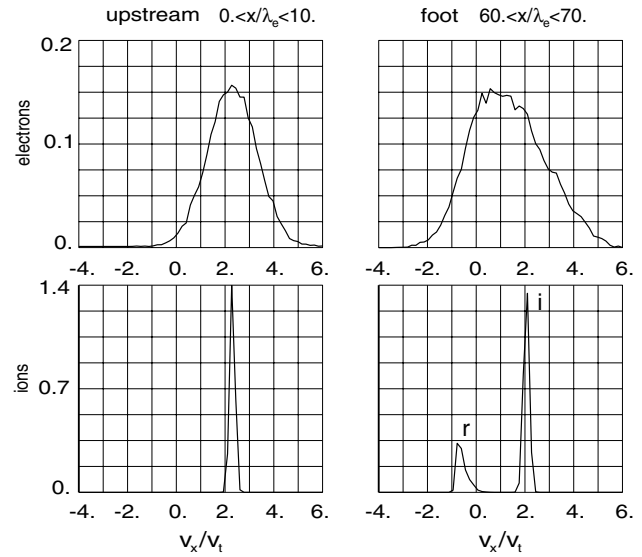 upstream 0.<x/λe<10. foot 60.<x/λe<70.
0.2
electrons
0.1
0.
-4. -2. 0. 2. 4. 6. -4. -2. 0. 2. 4. 6.
1.4
i
ions
0.7
r
0.
-4. -2. 0. 2. 4. 6. -4. -2. 0. 2. 4. 6.
vx/vt vx/vt